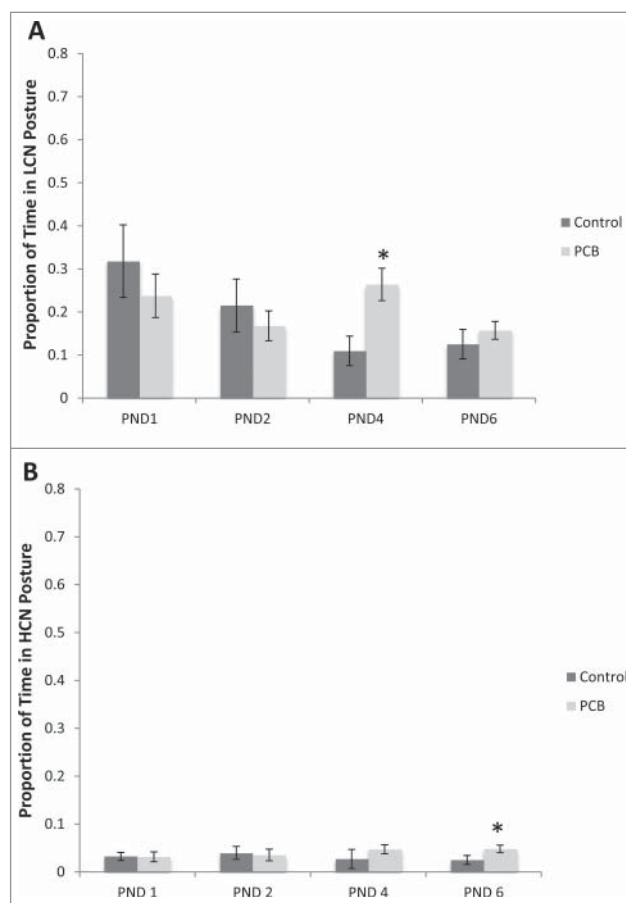 A
Proportion of Time in LCN Posture
0.8
0.7
0.6
0.5
0.4
0.3
0.2
0.1
0
*
PND1 PND2 PND4 PND6
Control
PCB
B
Proportion of Time in HCN Posture
0.8
0.7
0.6
0.5
0.4
0.3
0.2
0.1
0
*
PND 1 PND 2 PND 4 PND 6
Control
PCB